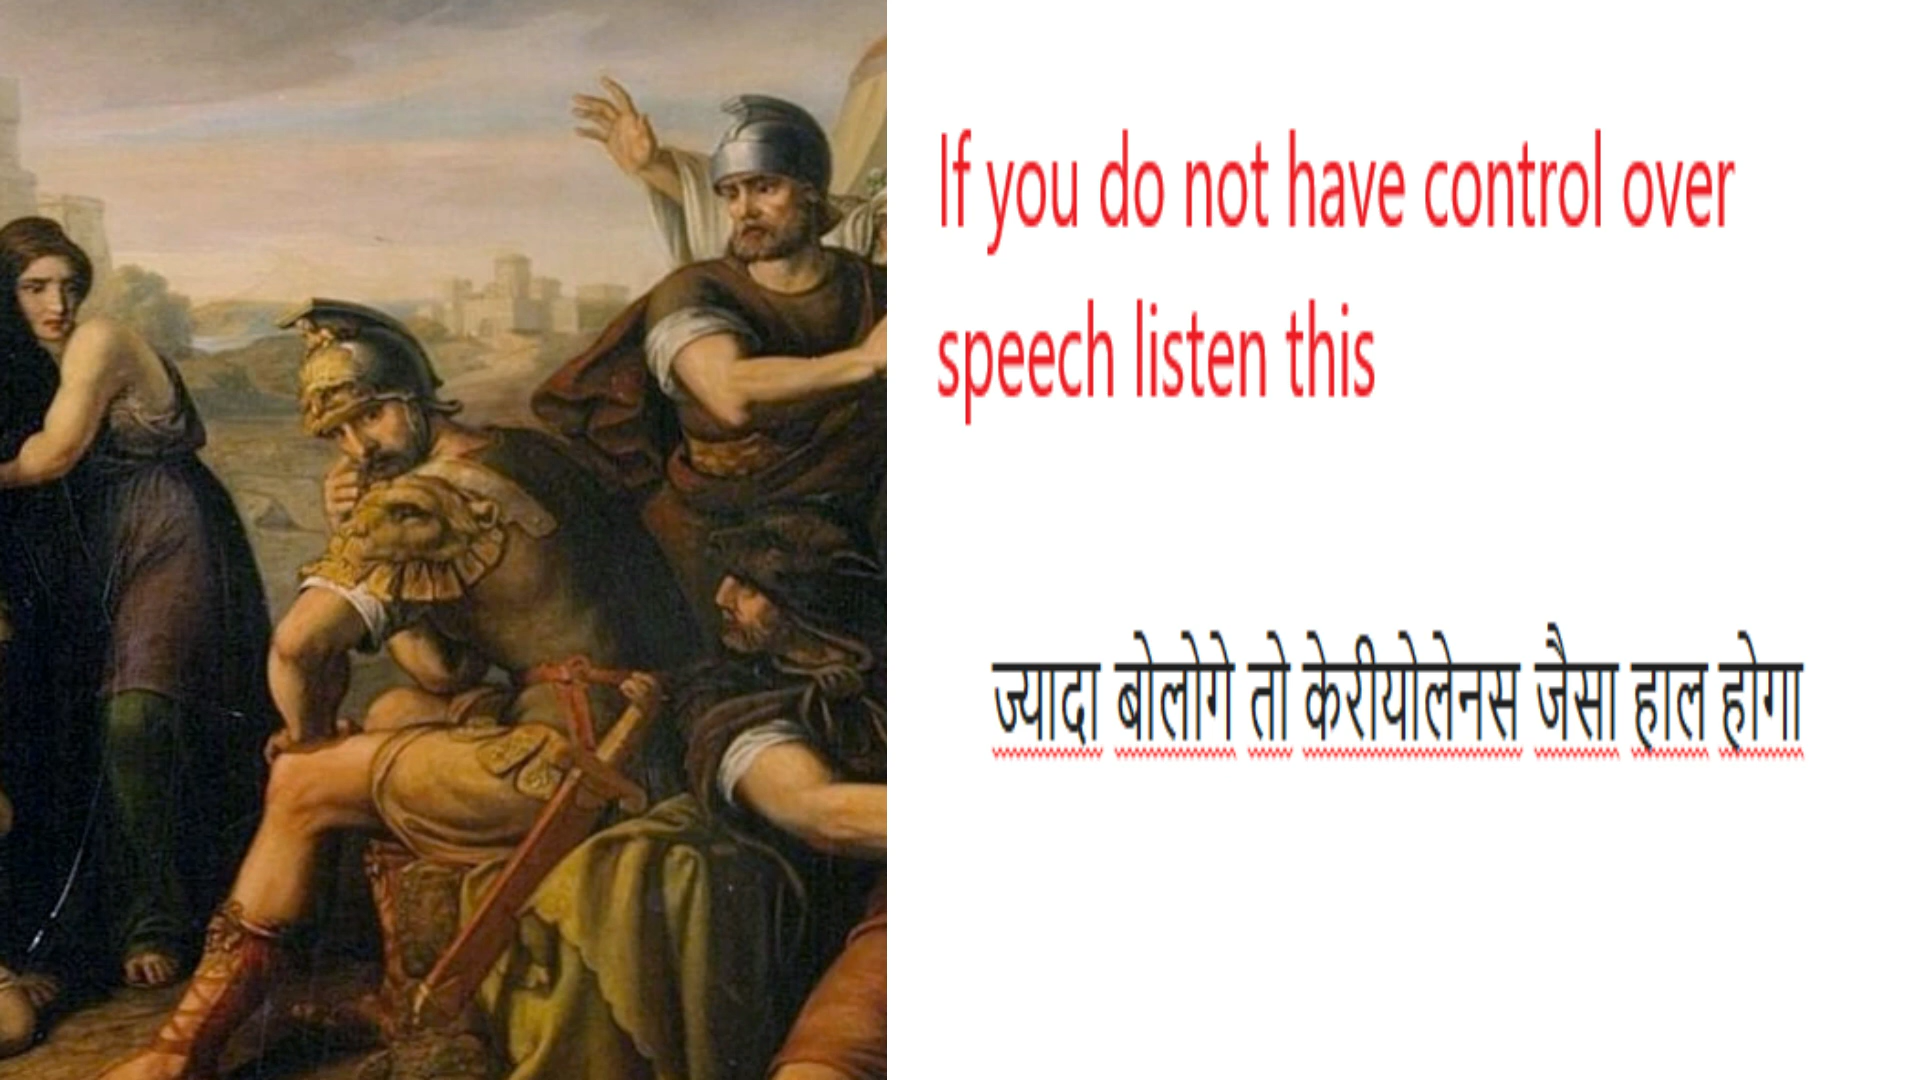 If you do not have control over
speech listen this
ज्यादा बोलोगे तो केरीयोलेनस जैसा हाल होगा